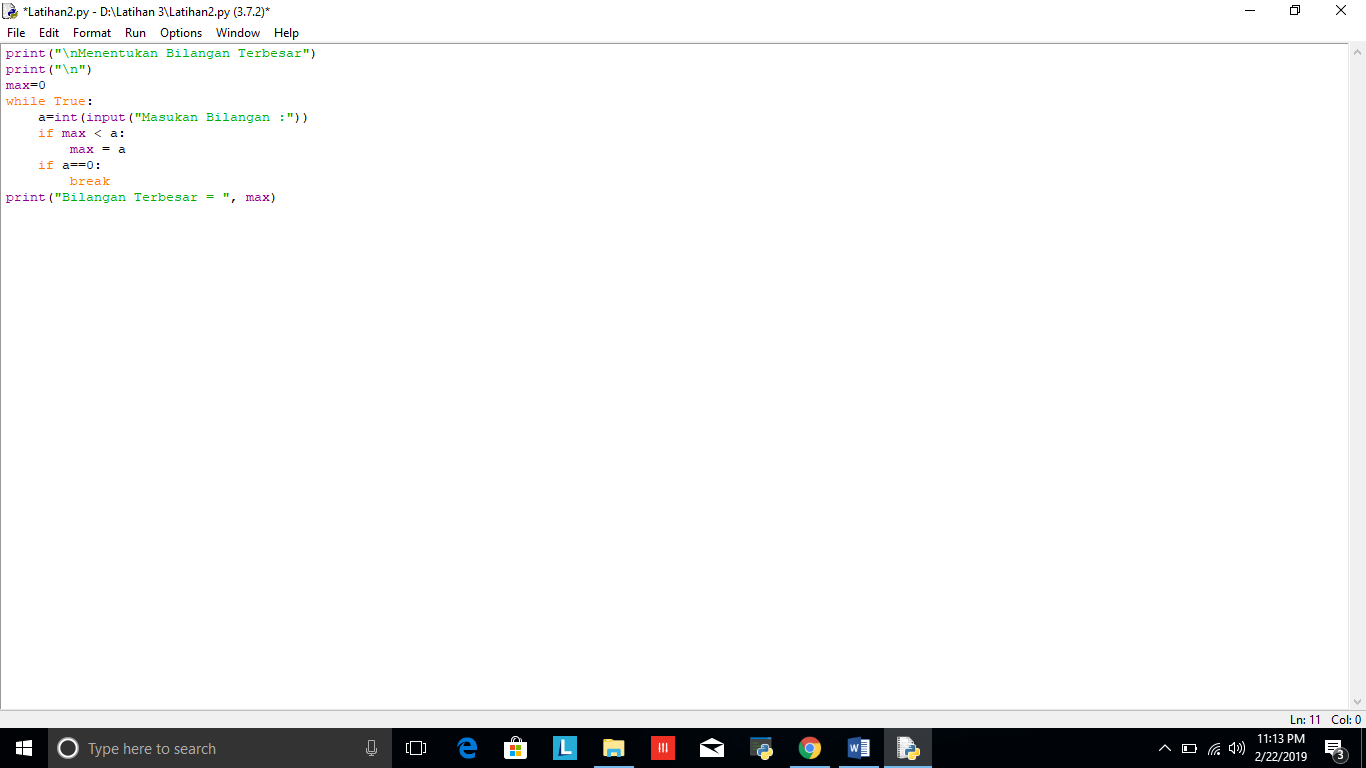 *Latihan2.py - D:\Latihan 3\Latihan2.py (3.7.2)*
File Edit Format Run Options Window Help
print("\nMenentukan Bilangan Terbesar")
print("\n")
max=0
while True:
    a=int(input("Masukan Bilangan :"))
    if max < a:
        max = a
    if a==0:
        break
print("Bilangan Terbesar = ", max)
Ln: 11 Col: 0
Type here to search
L
11:13 PM
2/22/2019
3